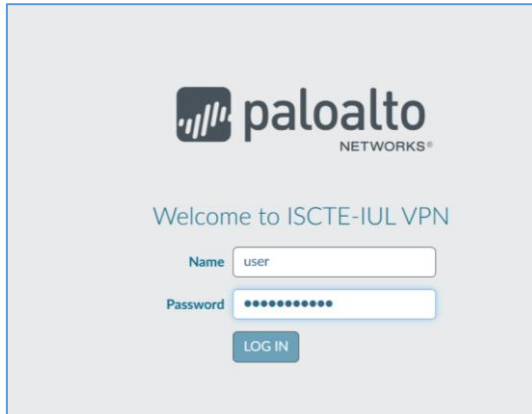 paloalto
NETWORKS®
Welcome to ISCTE-IUL VPN
Name user
Password •••••••••••
LOG IN